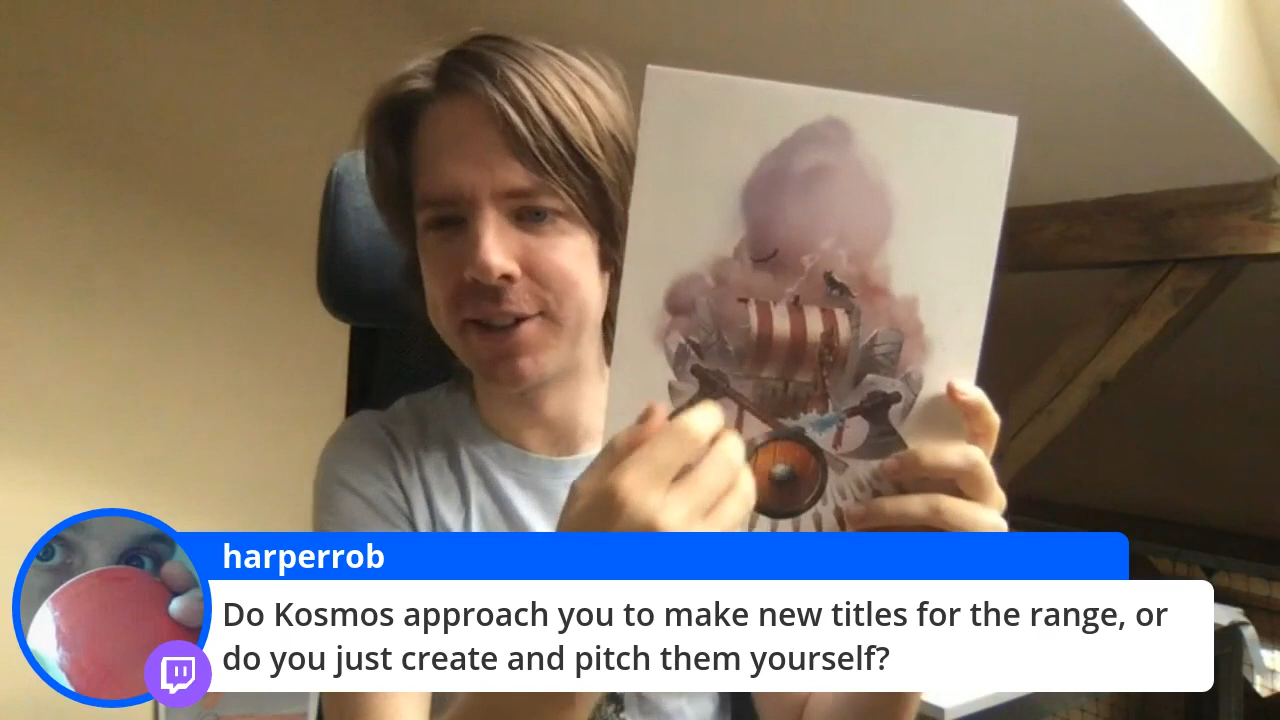 harperrob
Do Kosmos approach you to make new titles for the range, or
do you just create and pitch them yourself?